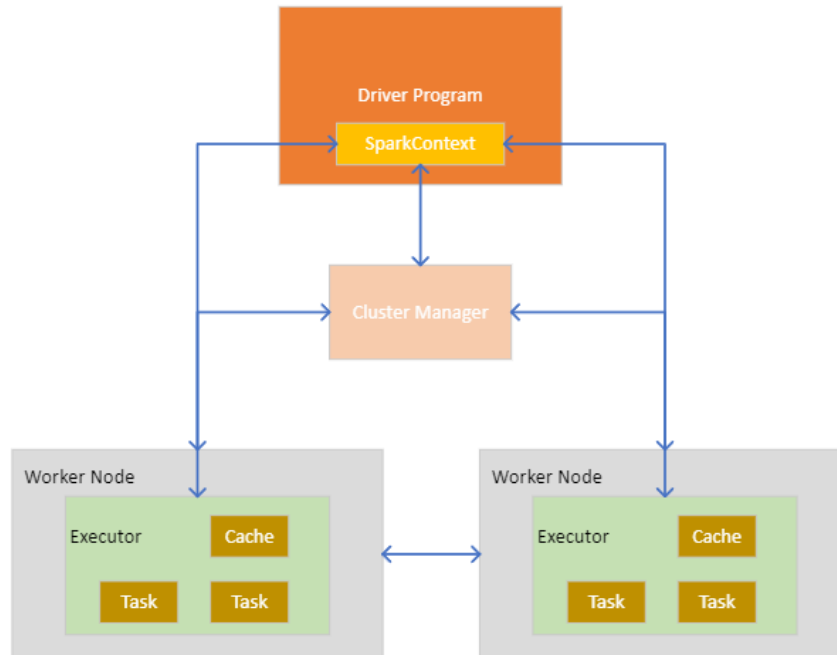 Driver Program
SparkContext
Cluster Manager
Worker Node
Executor
Cache
Task
Task
Worker Node
Executor
Cache
Task
Task